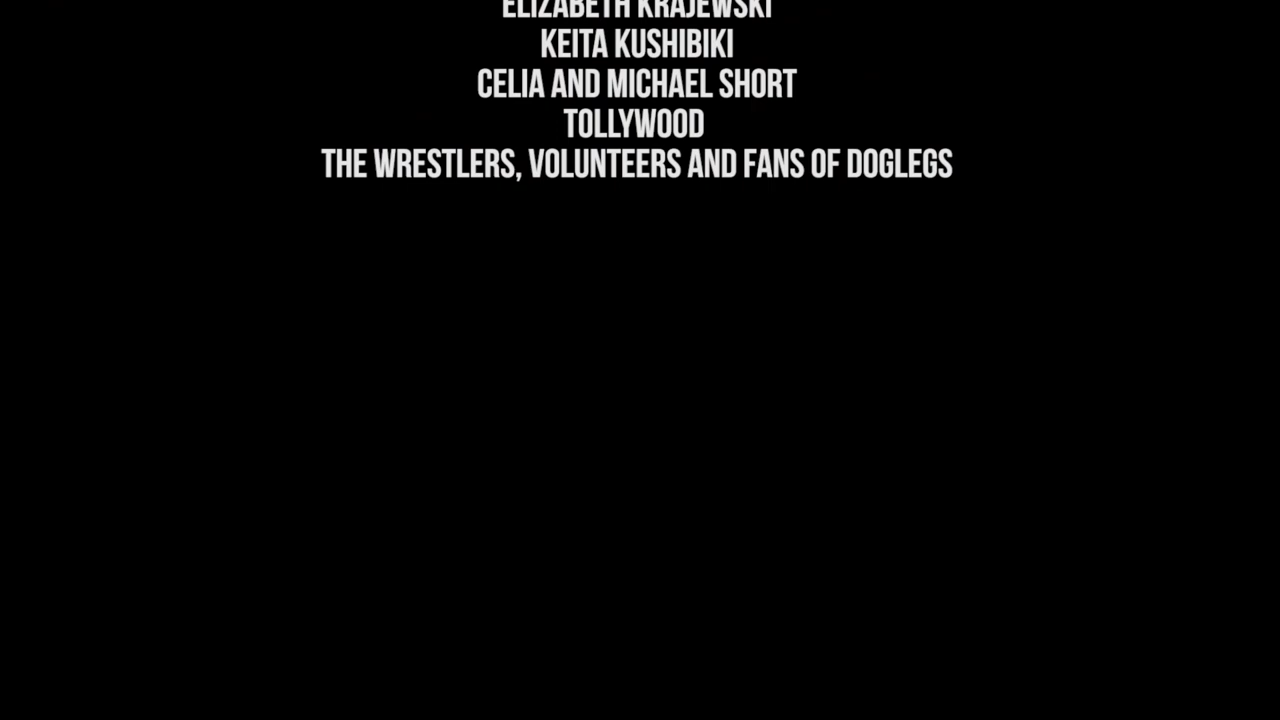 ELIZABETH KRAJEWSKI
KEITA KUSHIBIKI
CELIA AND MICHAEL SHORT
TOLLYWOOD
THE WRESTLERS, VOLUNTEERS AND FANS OF DOGLEGS